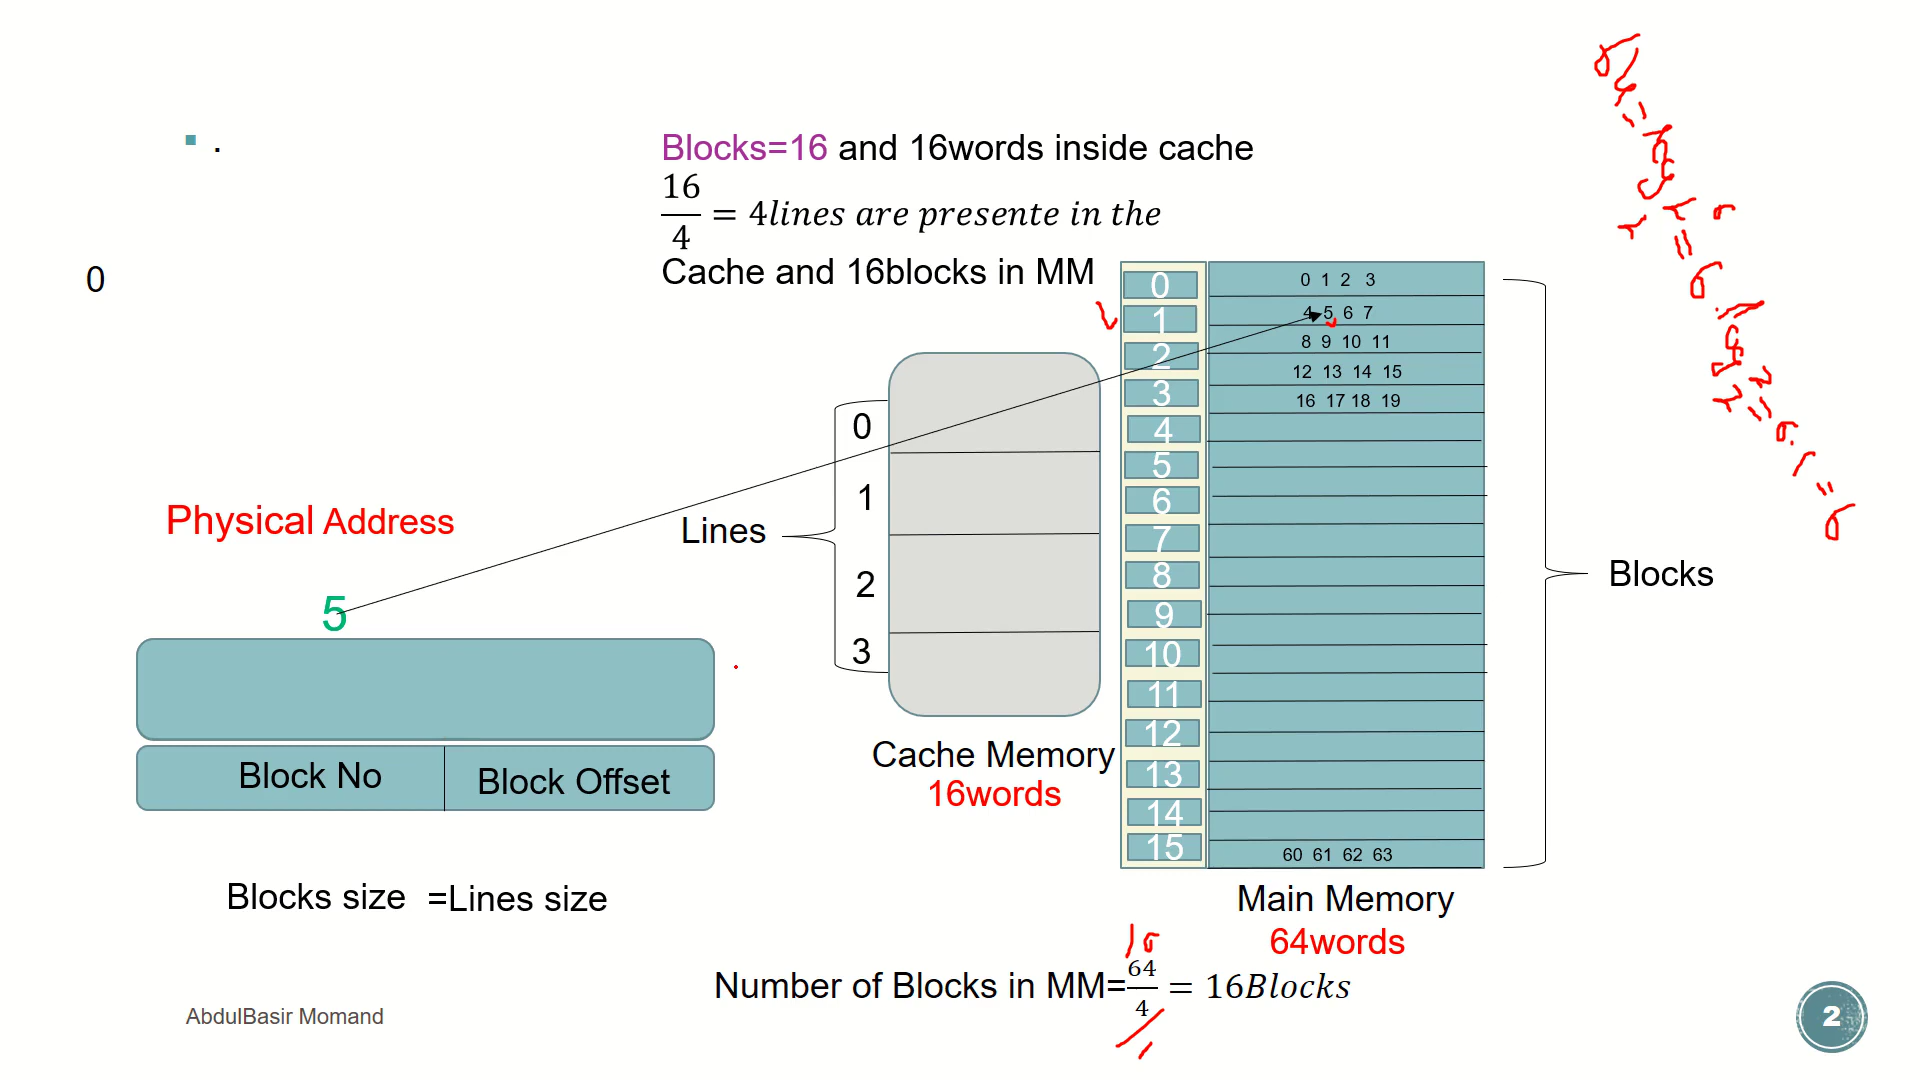 .
Blocks=16 and 16words inside cache
16/4 = 4lines are presente in the
Cache and 16blocks in MM
0
Physical Address
5
Block No
Block Offset
Blocks size =Lines size
Lines
0
1
2
3
Cache Memory
16words
0
1
2
3
4
5
6
7
8
9
10
11
12
13
14
15
0 1 2 3
4 5 6 7
8 9 10 11
12 13 14 15
16 17 18 19
60 61 62 63
Blocks
Main Memory
64words
Number of Blocks in MM=64/4 = 16Blocks
AbdulBasir Momand
2